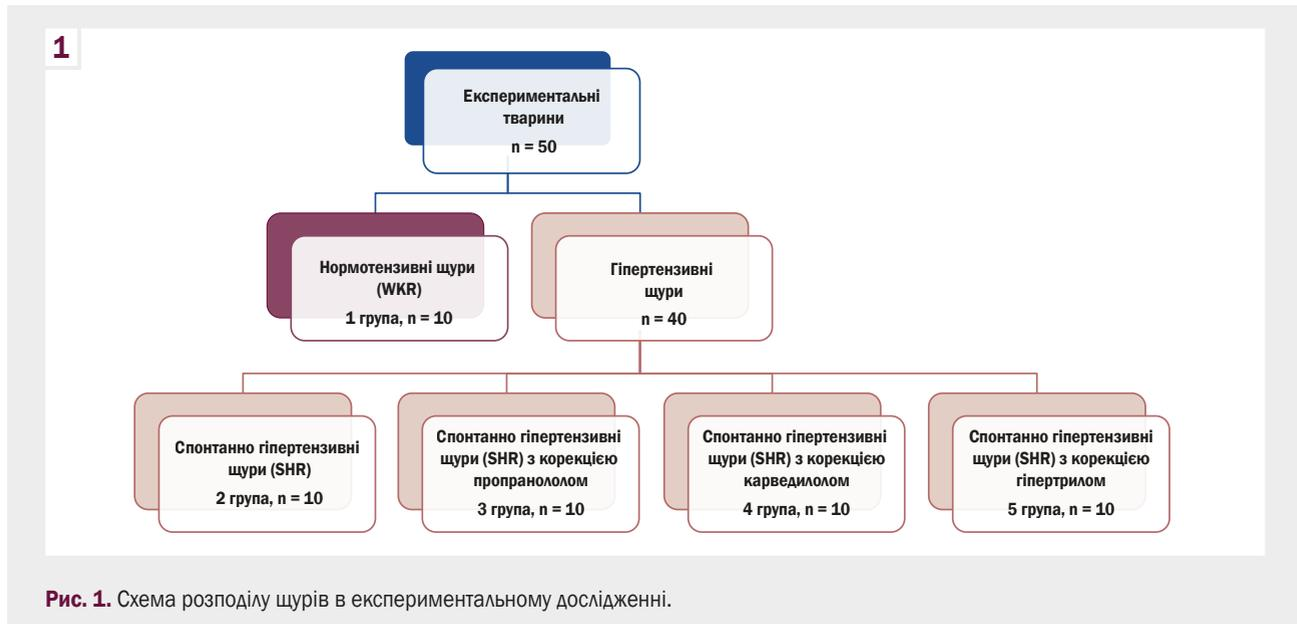 1
Експериментальні
тварини
n = 50
Нормотензивні щури
(WKR)
1 група, n = 10
Гіпертензивні
щури
n = 40
Спонтанно гіпертензивні
щури (SHR)
2 група, n = 10
Спонтанно гіпертензивні
щури (SHR) з корекцією
пропранололом
3 група, n = 10
Спонтанно гіпертензивні
щури (SHR) з корекцією
карведилолом
4 група, n = 10
Спонтанно гіпертензивні
щури (SHR) з корекцією
гіпертрилом
5 група, n = 10
Рис. 1. Схема розподілу щурів в експериментальному дослідженні.